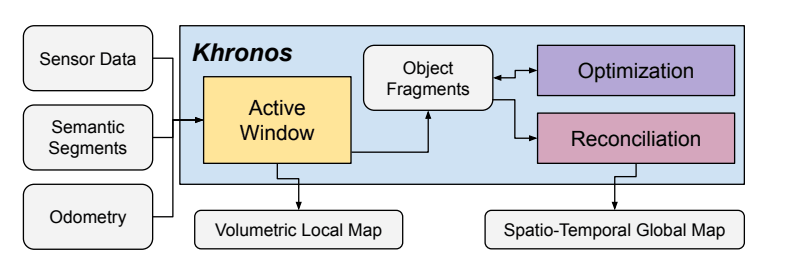 Sensor Data
Semantic
Segments
Odometry
Khronos
Active
Window
Object
Fragments
Optimization
Reconciliation
Volumetric Local Map
Spatio-Temporal Global Map